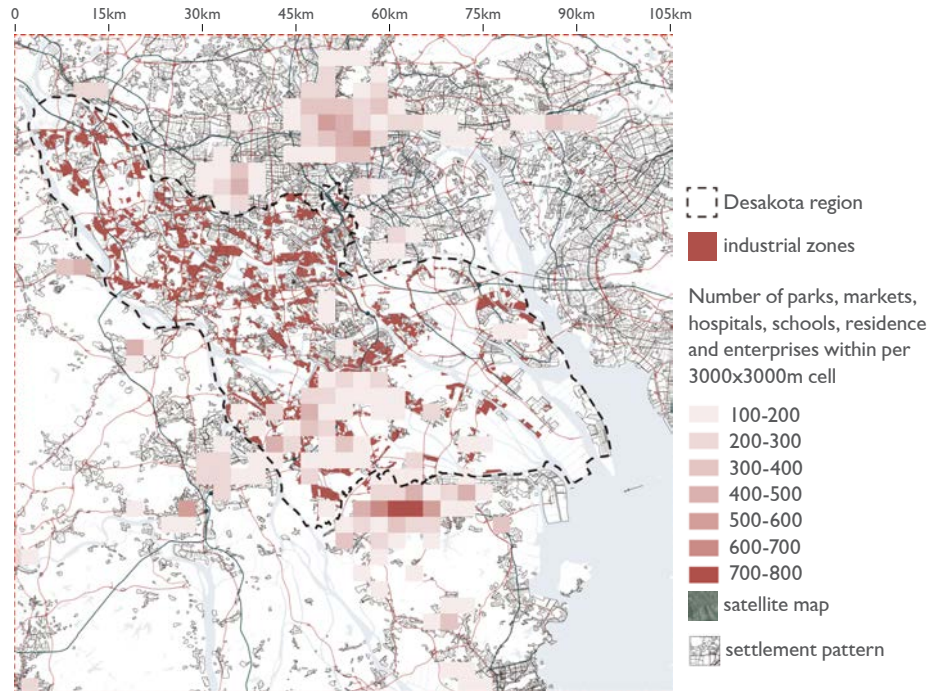 0 15km 30km 45km 60km 75km 90km 105km
Desakota region
industrial zones
Number of parks, markets,
hospitals, schools, residence
and enterprises within per
3000x3000m cell
100-200
200-300
300-400
400-500
500-600
600-700
700-800
satellite map
settlement pattern